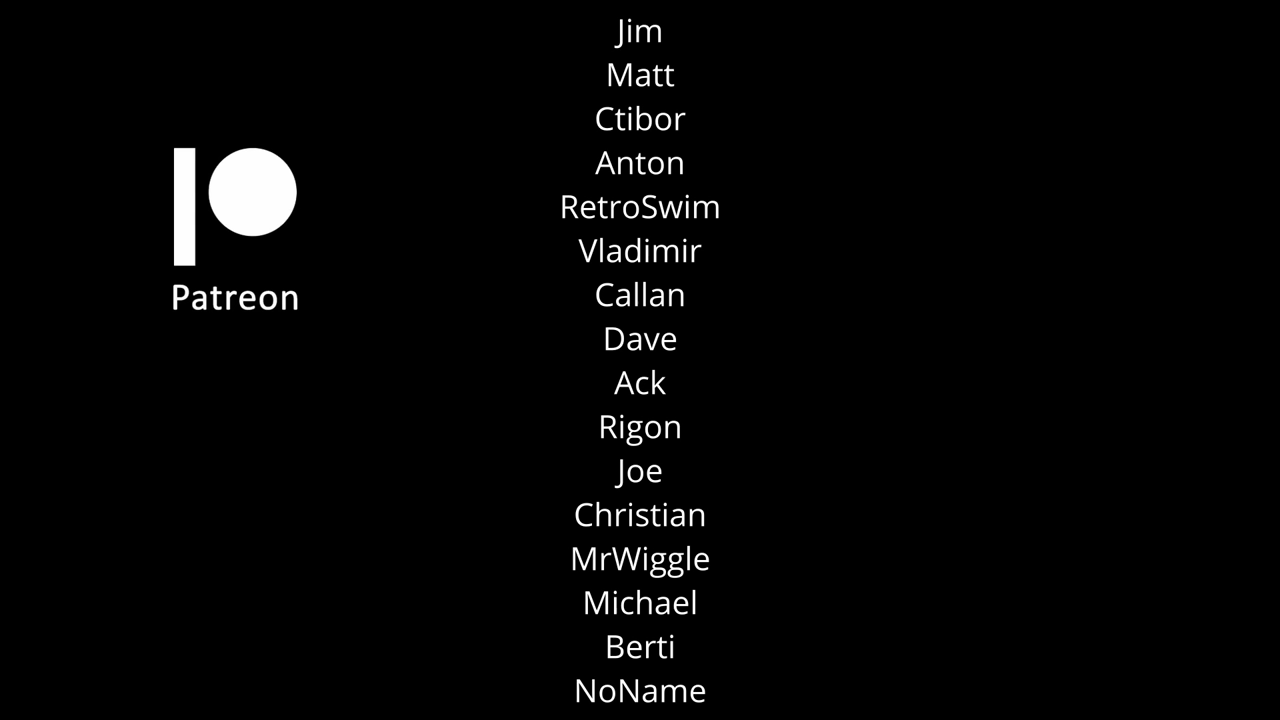 Patreon
Jim
Matt
Ctibor
Anton
RetroSwim
Vladimir
Callan
Dave
Ack
Rigon
Joe
Christian
MrWiggle
Michael
Berti
NoName